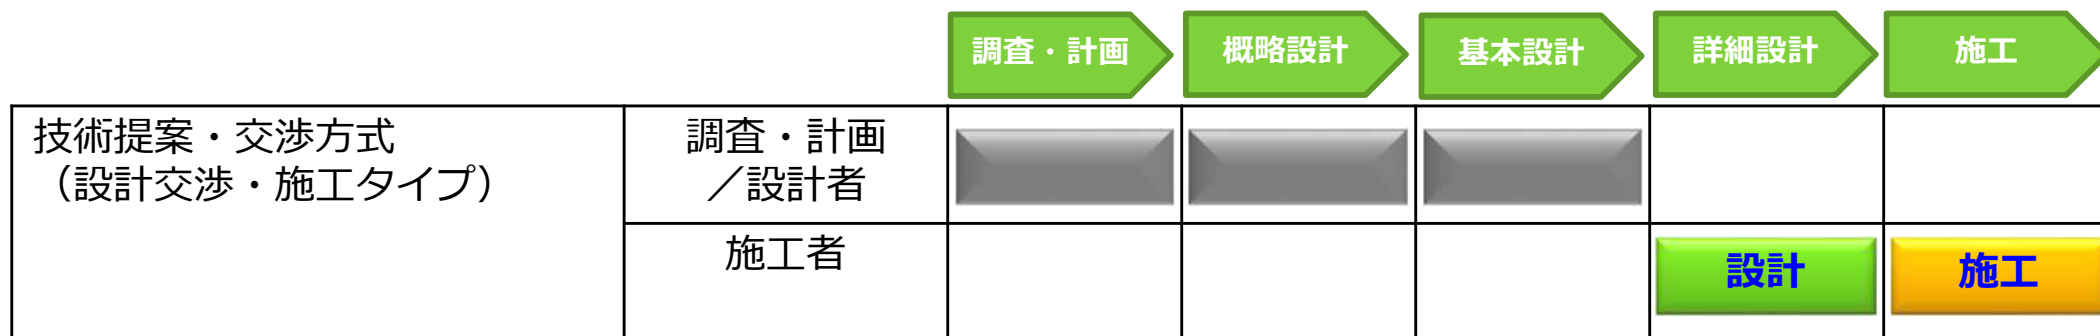 調査・計画
概略設計
基本設計
詳細設計
施工
技術提案・交渉方式
（設計交渉・施工タイプ）
調査・計画
／設計者
施工者
設計
施工